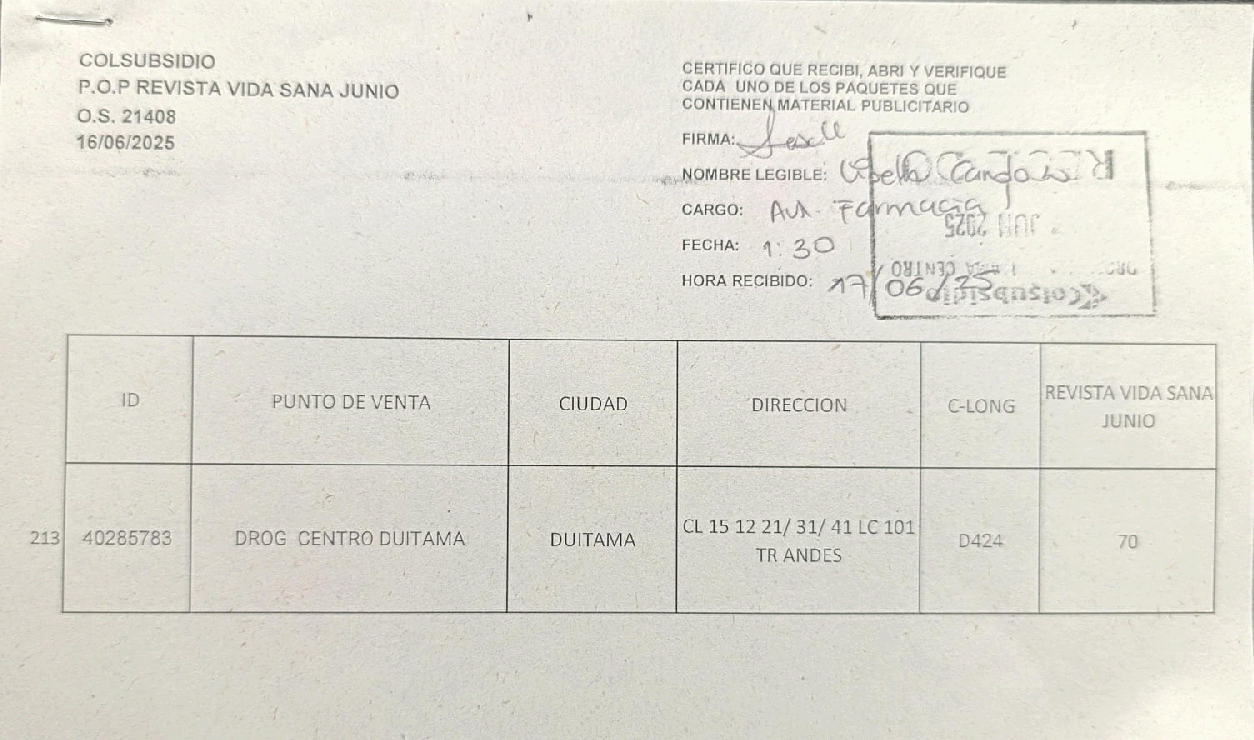 COLSUBSIDIO
P.O.P REVISTA VIDA SANA JUNIO
O.S. 21408
16/06/2025
CERTIFICO QUE RECIBI, ABRI Y VERIFIQUE
CADA UNO DE LOS PAQUETES QUE
CONTIENEN MATERIAL PUBLICITARIO
FIRMA:
NOMBRE LEGIBLE:
CARGO: Aux. Farmacia
FECHA: 1:30
HORA RECIBIDO: 17/06/25
JUN 2025
CENTRO
Colsubsidio
ID PUNTO DE VENTA CIUDAD DIRECCION C-LONG REVISTA VIDA SANA
JUNIO
213 40285783 DROG CENTRO DUITAMA DUITAMA CL 15 12 21/ 31/ 41 LC 101 D424 70
TR ANDES